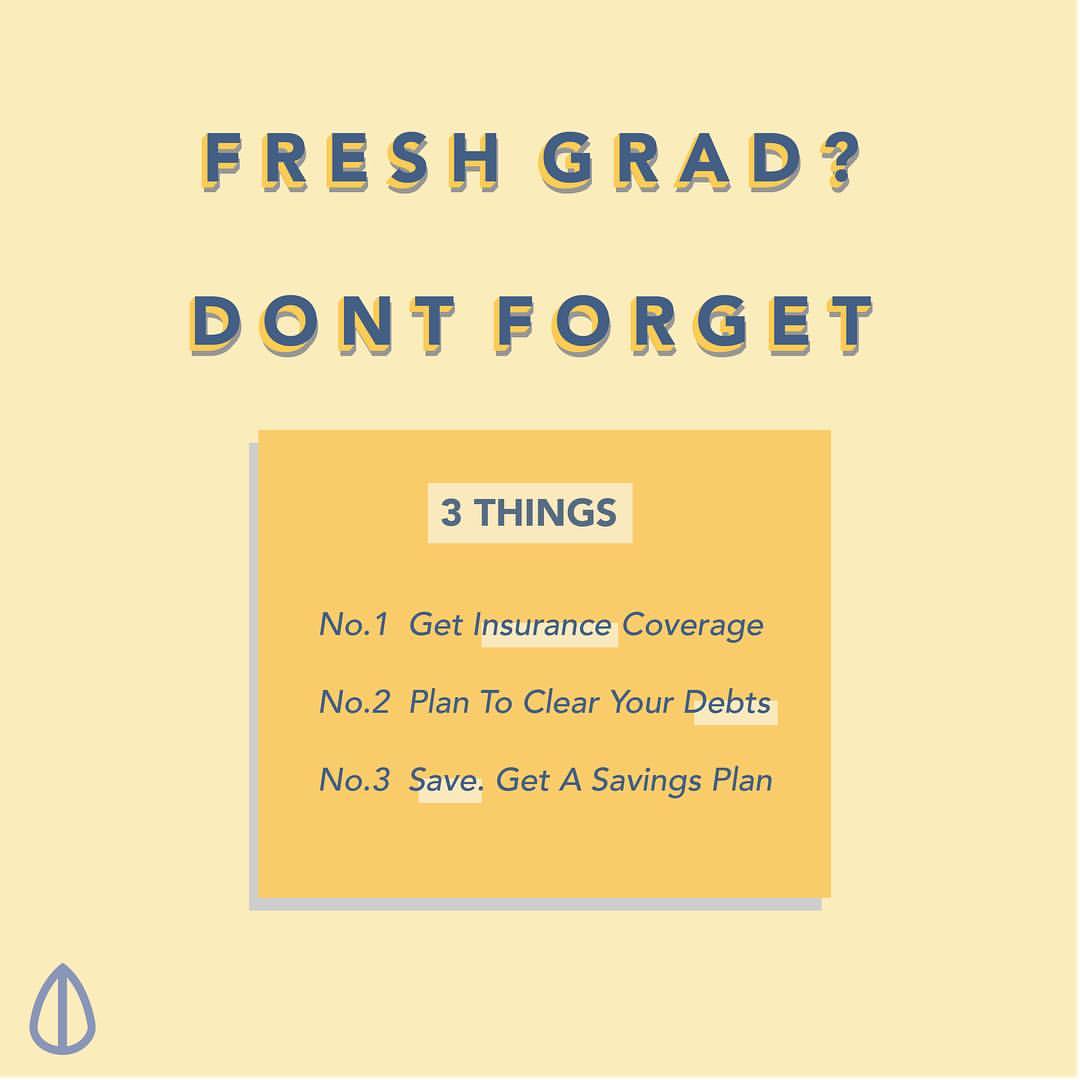 FRESH GRAD?
DONT FORGET
3 THINGS
No.1 Get Insurance Coverage
No.2 Plan To Clear Your Debts
No.3 Save. Get A Savings Plan